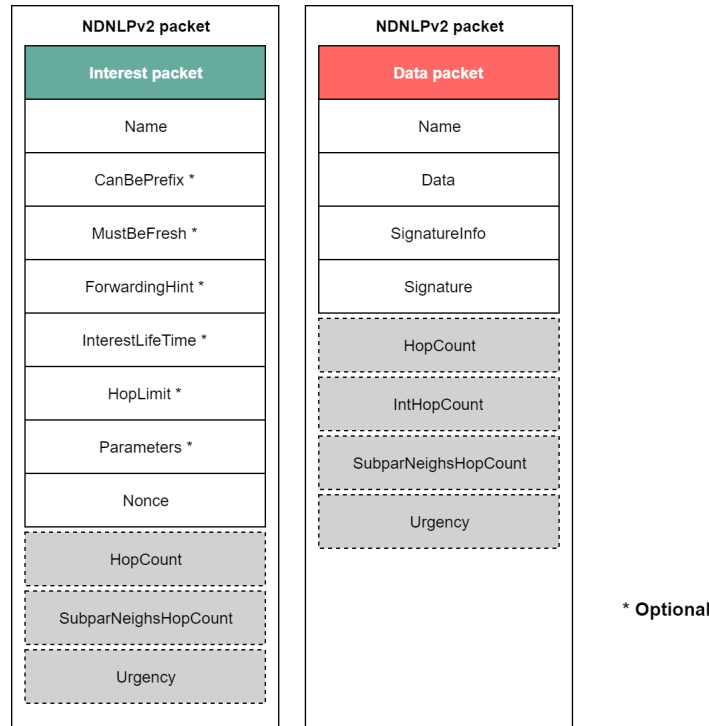 NDNLPv2 packet
Interest packet
Name
CanBePrefix *
MustBeFresh *
ForwardingHint *
InterestLifeTime *
HopLimit *
Parameters *
Nonce
HopCount
SubparNeighsHopCount
Urgency
NDNLPv2 packet
Data packet
Name
Data
SignatureInfo
Signature
HopCount
IntHopCount
SubparNeighsHopCount
Urgency
* Optional